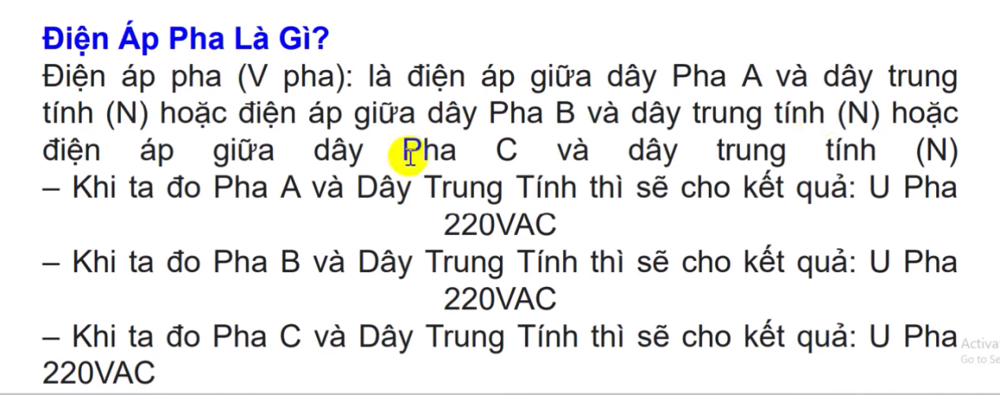 Điện Áp Pha Là Gì?
Điện áp pha (V pha): là điện áp giữa dây Pha A và dây trung
tính (N) hoặc điện áp giữa dây Pha B và dây trung tính (N) hoặc
điện áp giữa dây Pha C và dây trung tính (N)
– Khi ta đo Pha A và Dây Trung Tính thì sẽ cho kết quả: U Pha
220VAC
– Khi ta đo Pha B và Dây Trung Tính thì sẽ cho kết quả: U Pha
220VAC
– Khi ta đo Pha C và Dây Trung Tính thì sẽ cho kết quả: U Pha
220VAC
Activa
Go to Se